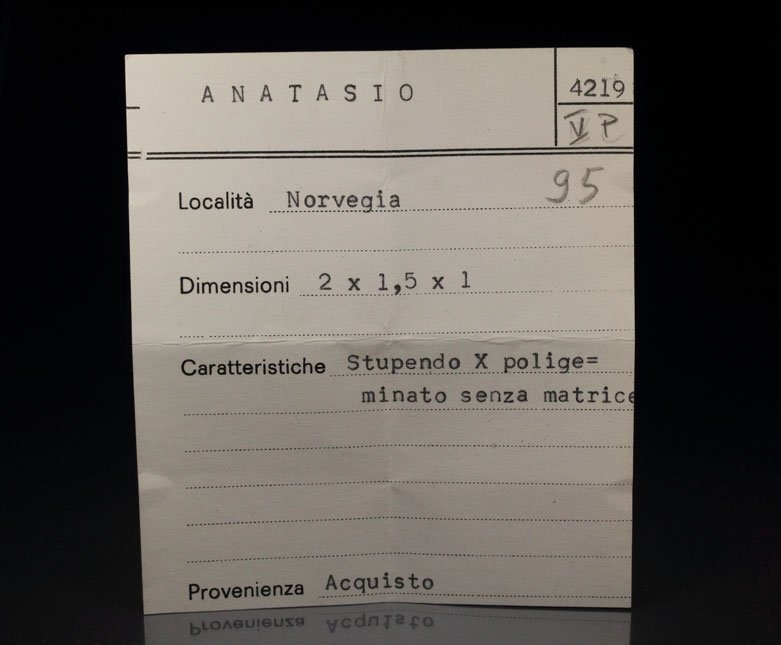 ANATASIO
4219
VP
95
Località Norvegia
Dimensioni 2 x 1,5 x 1
Caratteristiche Stupendo X polige=
minato senza matrice
Provenienza Acquisto